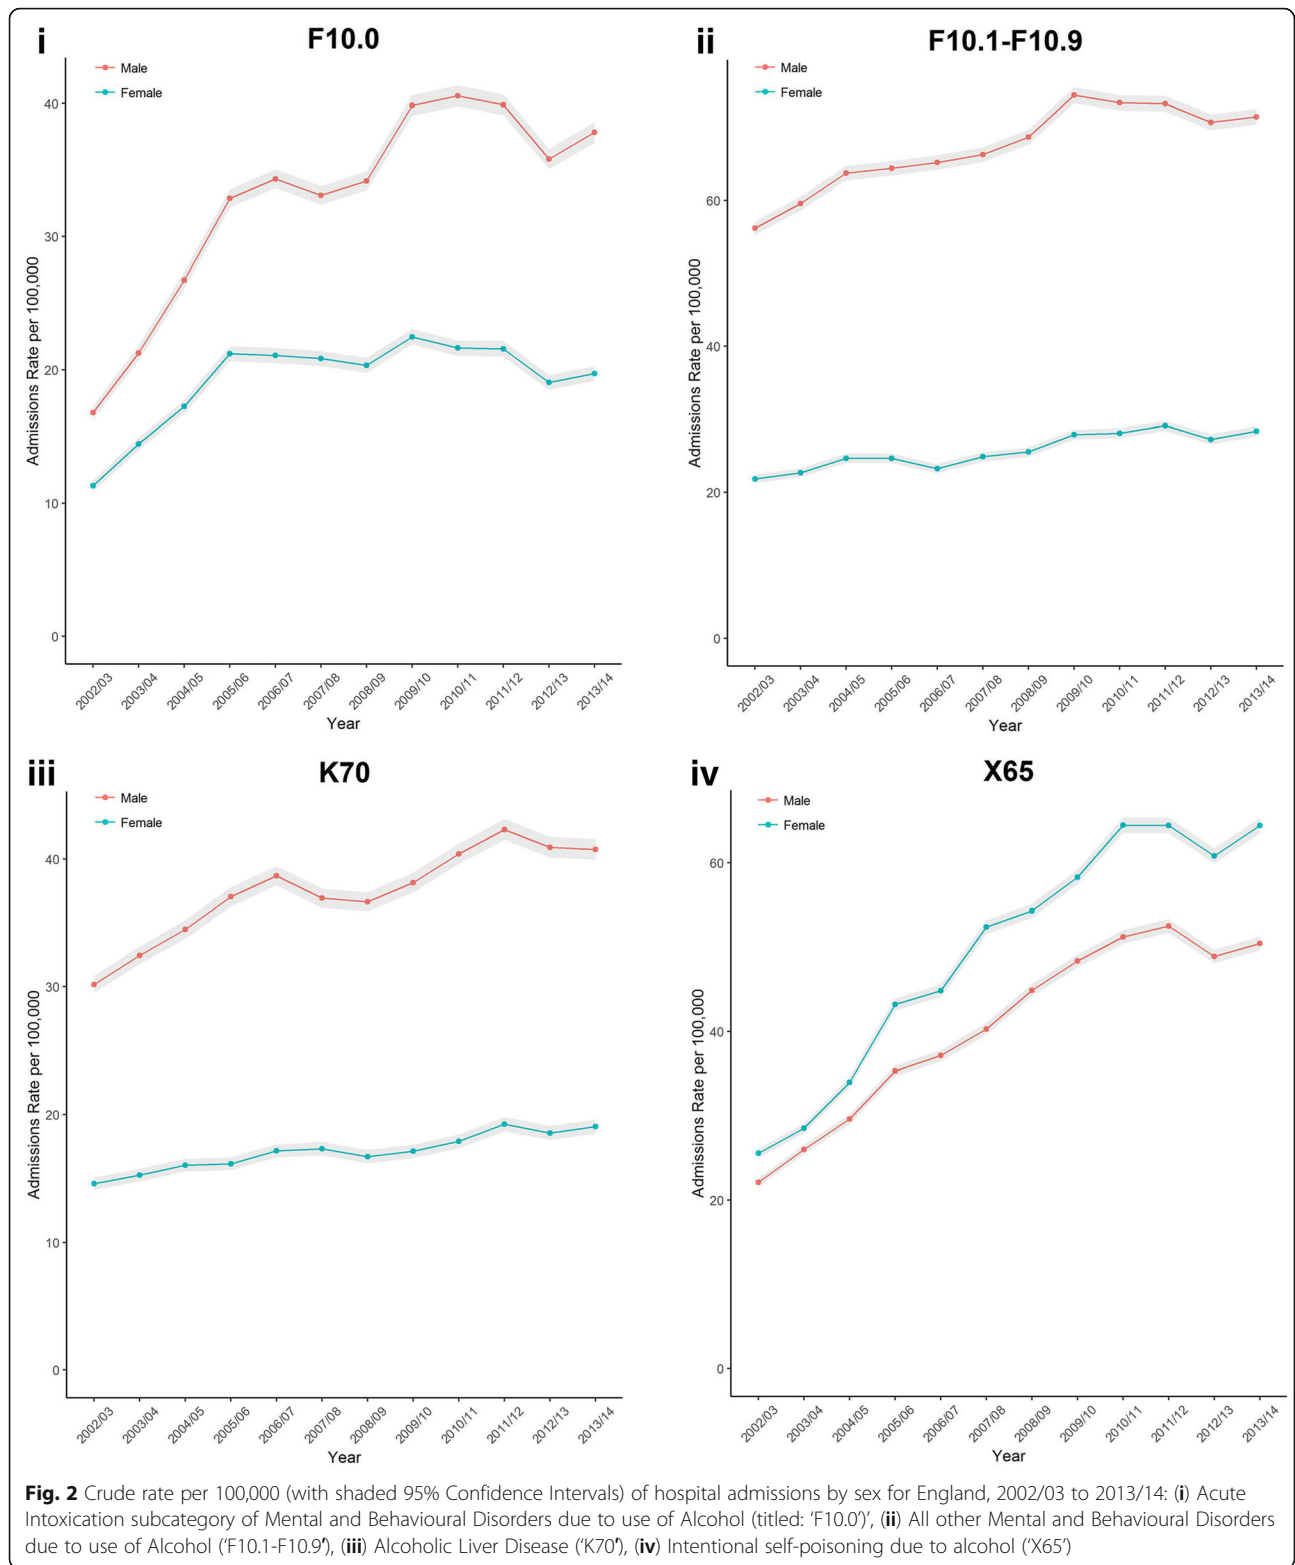 i
F10.0
Male
Female
Admissions Rate per 100,000
40
30
20
10
0
2002/03
2003/04
2004/05
2005/06
2006/07
2007/08
2008/09
2009/10
2010/11
2011/12
2012/13
2013/14
Year
ii
F10.1-F10.9
Male
Female
Admissions Rate per 100,000
60
40
20
0
2002/03
2003/04
2004/05
2005/06
2006/07
2007/08
2008/09
2009/10
2010/11
2011/12
2012/13
2013/14
Year
iii
K70
Male
Female
Admissions Rate per 100,000
40
30
20
10
0
2002/03
2003/04
2004/05
2005/06
2006/07
2007/08
2008/09
2009/10
2010/11
2011/12
2012/13
2013/14
Year
iv
X65
Male
Female
Admissions Rate per 100,000
60
40
20
0
2002/03
2003/04
2004/05
2005/06
2006/07
2007/08
2008/09
2009/10
2010/11
2011/12
2012/13
2013/14
Year
Fig. 2 Crude rate per 100,000 (with shaded 95% Confidence Intervals) of hospital admissions by sex for England, 2002/03 to 2013/14: (i) Acute
Intoxication subcategory of Mental and Behavioural Disorders due to use of Alcohol (titled: ‘F10.0’)’, (ii) All other Mental and Behavioural Disorders
due to use of Alcohol (‘F10.1-F10.9’), (iii) Alcoholic Liver Disease (‘K70’), (iv) Intentional self-poisoning due to alcohol (‘X65’)